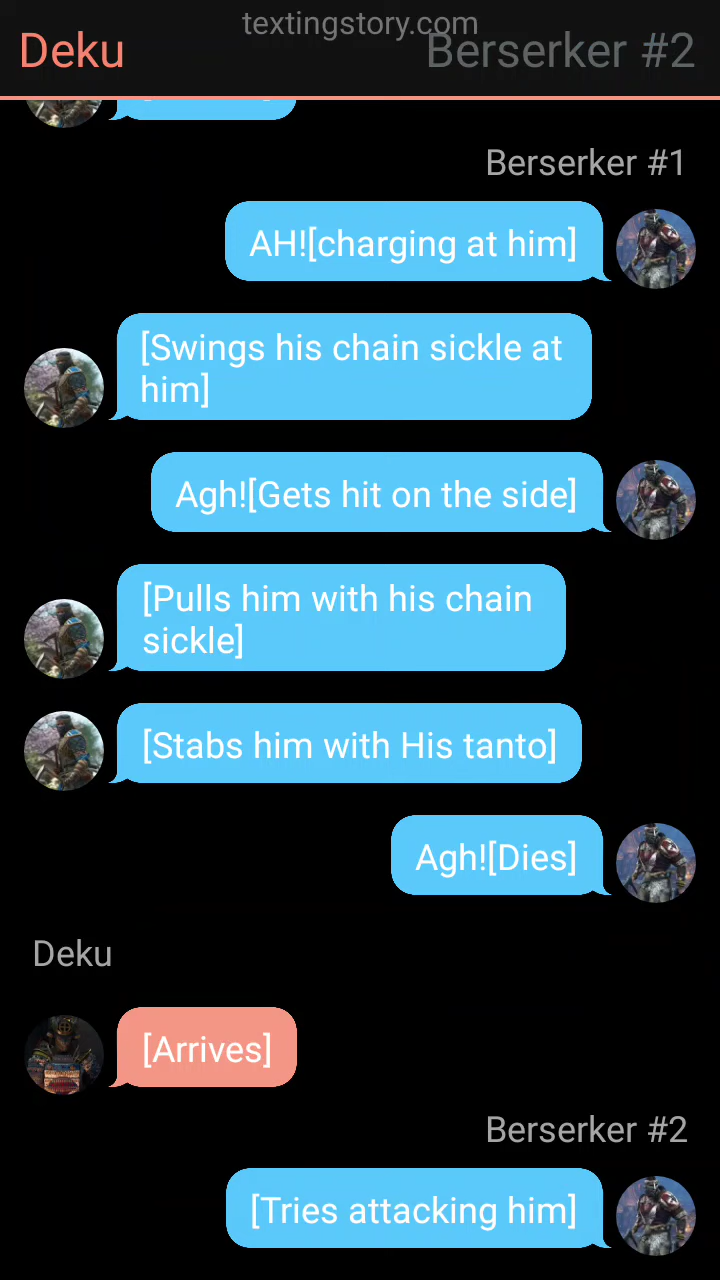 textingstory.com
Deku
Berserker #2
Berserker #1
AH![charging at him]
[Swings his chain sickle at
him]
Agh![Gets hit on the side]
[Pulls him with his chain
sickle]
[Stabs him with His tanto]
Agh![Dies]
Deku
[Arrives]
Berserker #2
[Tries attacking him]